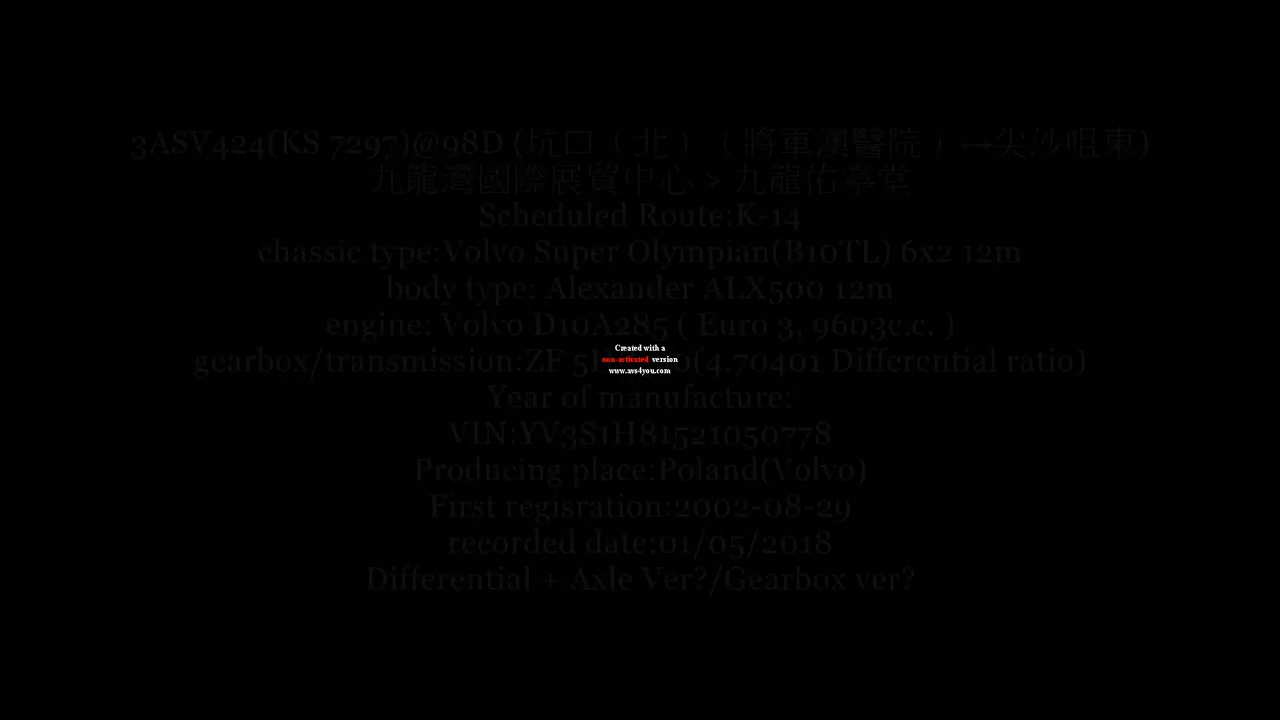 3ASV424(KS 7297)@98D (坑口（北）（將軍澳醫院）↔尖沙咀東)
九龍灣國際展貿中心 > 九龍佑寧堂
Scheduled Route:K-14
chassic type:Volvo Super Olympian(B10TL) 6x2 12m
body type: Alexander ALX500 12m
engine: Volvo D10A285 ( Euro 3, 9603c.c. )
Created with a
non-activated version
www.avs4you.com
gearbox/transmission:ZF (4.70401 Differential ratio)
Year of manufacture:
VIN:YV3S1H81521050778
Producing place:Poland(Volvo)
First regisration:2002-08-29
recorded date:01/05/2018
Differential + Axle Ver?/Gearbox ver?